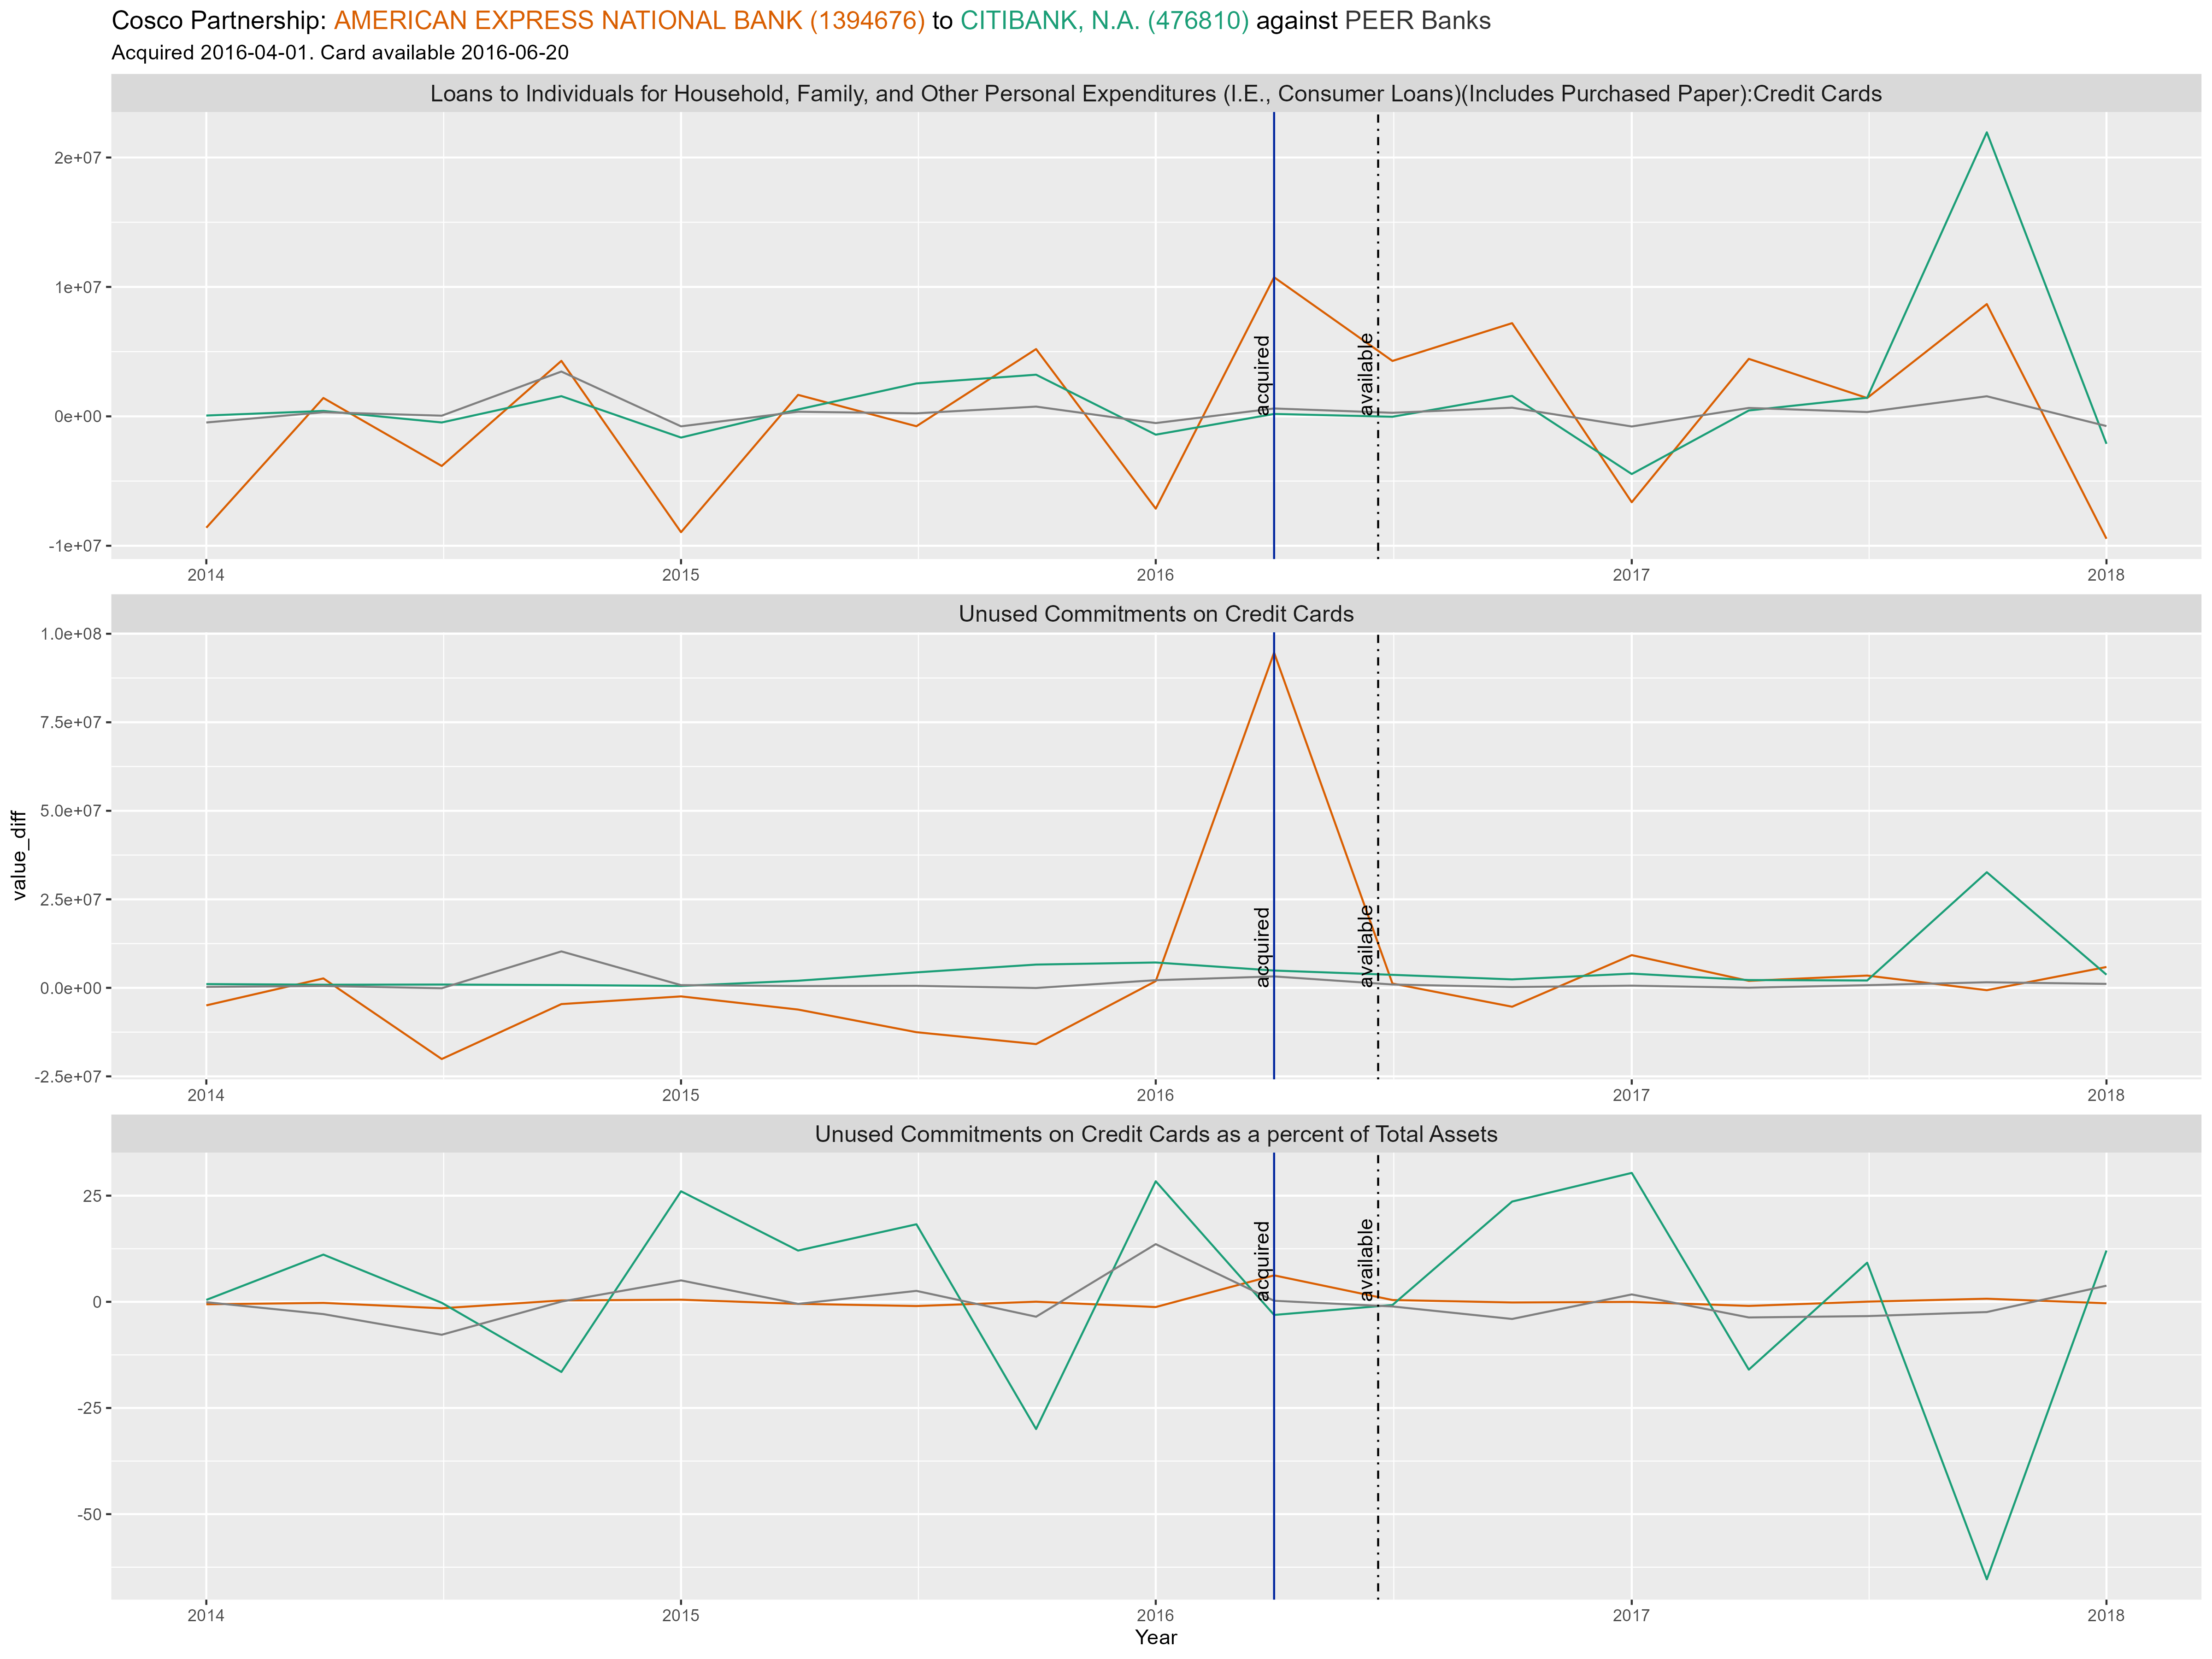 Cosco Partnership: AMERICAN EXPRESS NATIONAL BANK (1394676) to CITIBANK, N.A. (476810) against PEER Banks
Acquired 2016-04-01. Card available 2016-06-20
Loans to Individuals for Household, Family, and Other Personal Expenditures (I.E., Consumer Loans)(Includes Purchased Paper):Credit Cards
2e+07
1e+07
0e+00
-1e+07
acquired
available
2014
2015
2016
2017
2018
Unused Commitments on Credit Cards
1.0e+08
7.5e+07
5.0e+07
2.5e+07
0.0e+00
-2.5e+07
value_diff
acquired
available
2014
2015
2016
2017
2018
Unused Commitments on Credit Cards as a percent of Total Assets
25
0
-25
-50
acquired
available
2014
2015
2016
2017
2018
Year